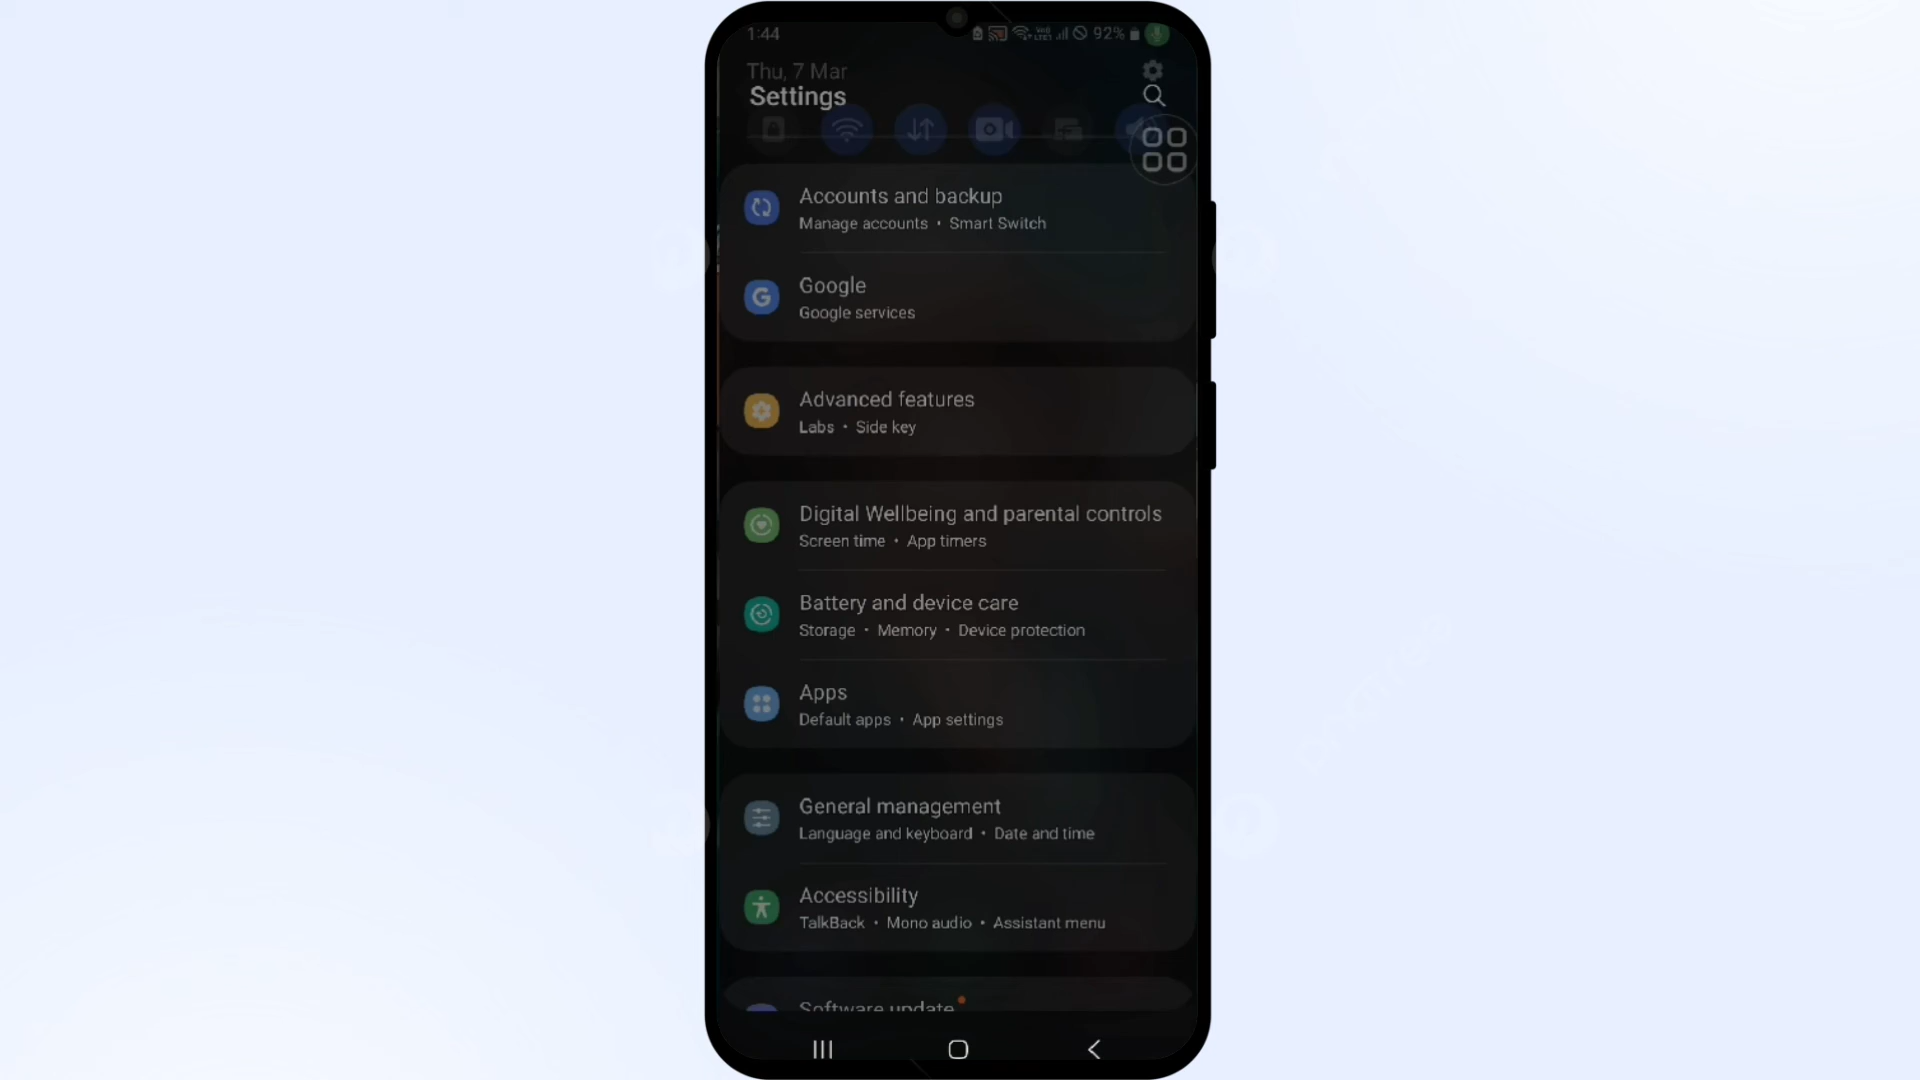 1:44
92%
Thu, 7 Mar
Settings
Accounts and backup
Manage accounts • Smart Switch
Google
Google services
Advanced features
Labs • Side key
Digital Wellbeing and parental controls
Screen time • App timers
Battery and device care
Storage • Memory • Device protection
Apps
Default apps • App settings
General management
Language and keyboard • Date and time
Accessibility
TalkBack • Mono audio • Assistant menu
Software update